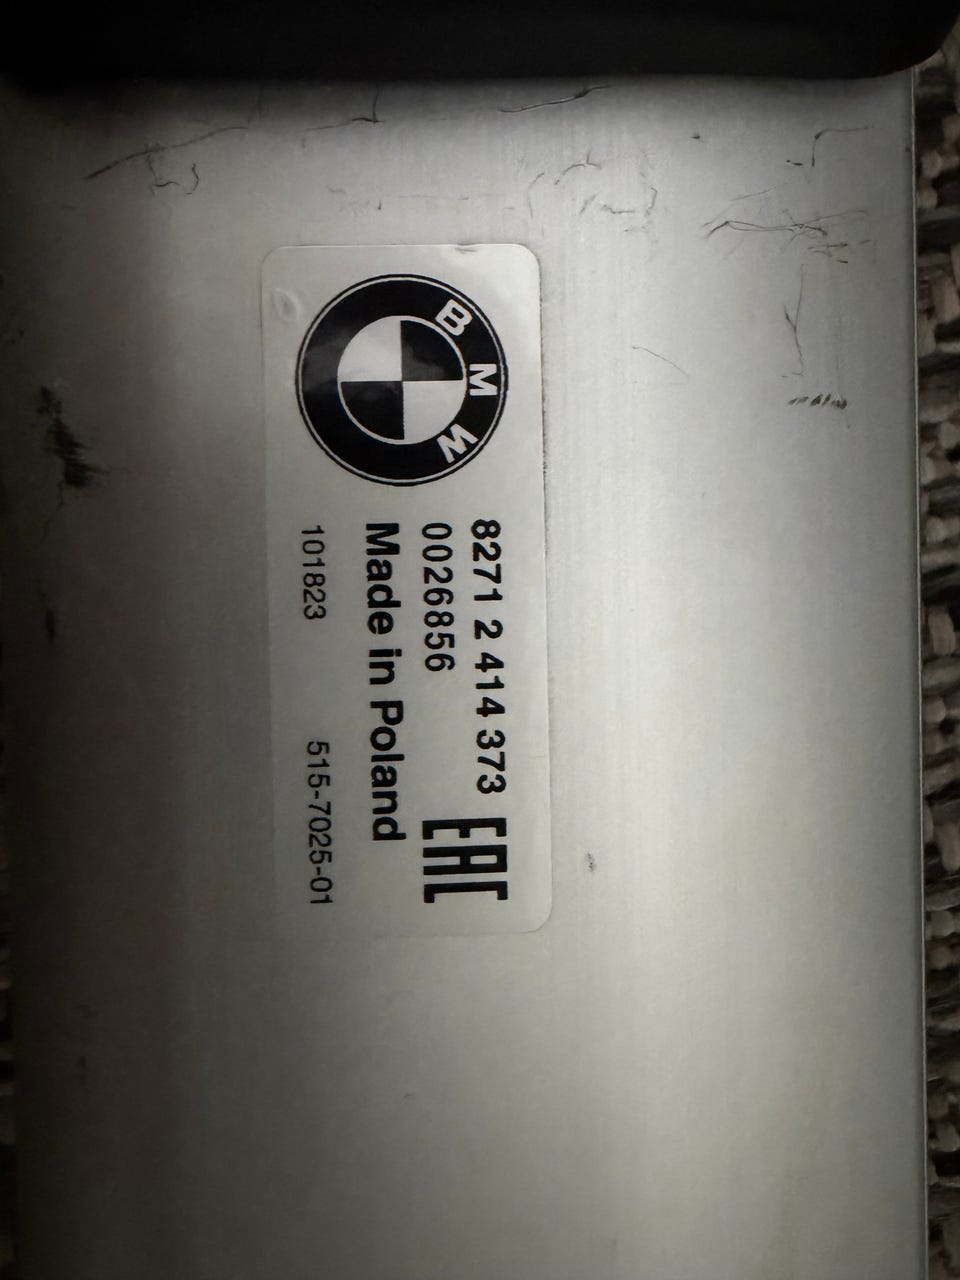 BMW
8271 2 414 373
0026856
EAC
Made in Poland
101823 515-7025-01